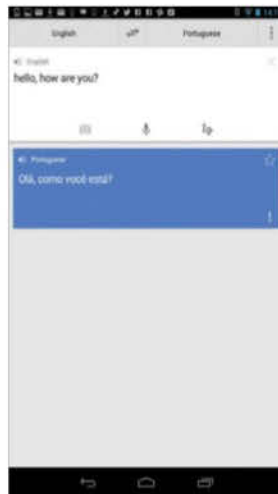 English Portuguese
English
hello, how are you?
Portuguese
Olá, como você está?